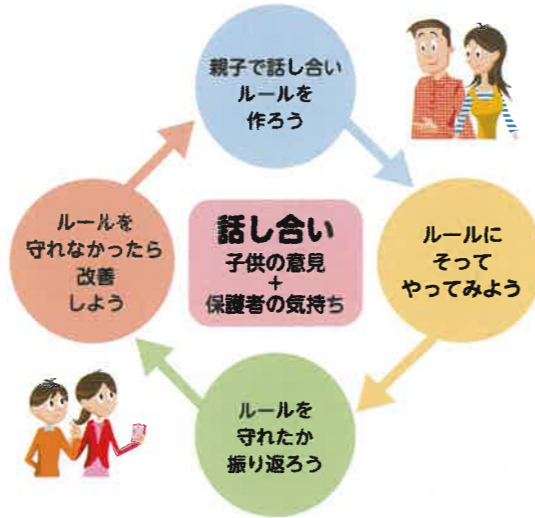 親子で話し合い
ルールを
作ろう
ルールに
そって
やってみよう
ルールを
守れたか
振り返ろう
ルールを
守れなかったら
改善
しよう
話し合い
子供の意見
+
保護者の気持ち